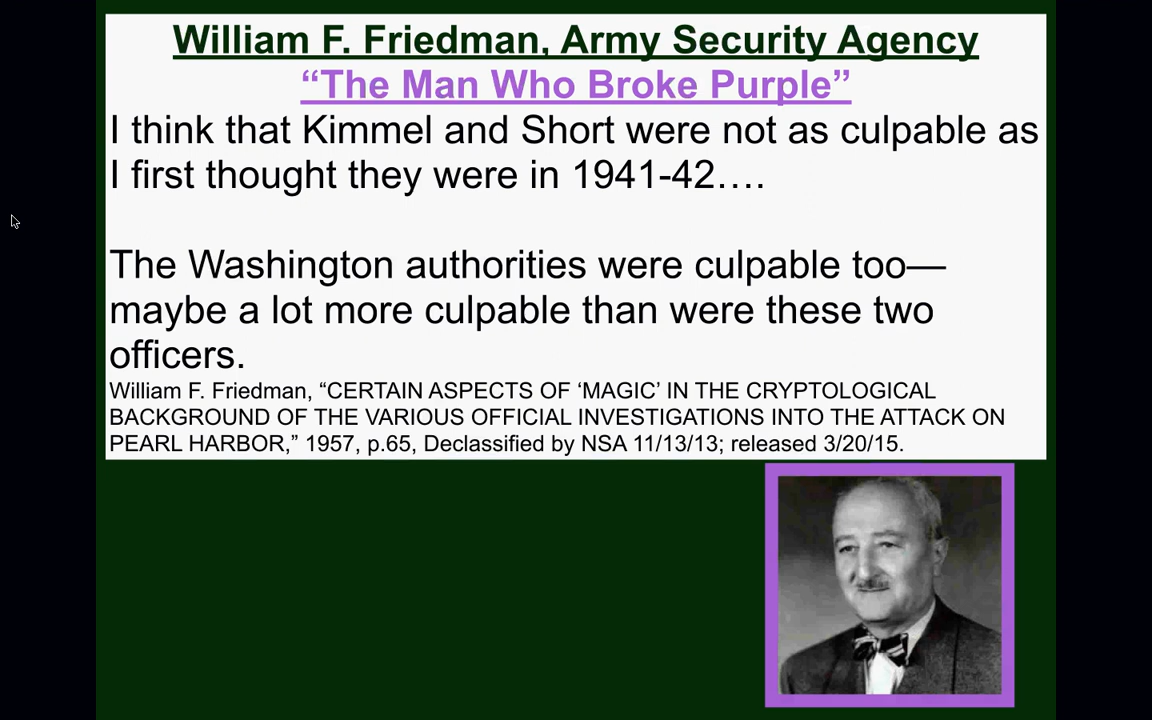 William F. Friedman, Army Security Agency
“The Man Who Broke Purple”
I think that Kimmel and Short were not as culpable as
I first thought they were in 1941-42….
The Washington authorities were culpable too—
maybe a lot more culpable than were these two
officers.
William F. Friedman, “CERTAIN ASPECTS OF ‘MAGIC’ IN THE CRYPTOLOGICAL
BACKGROUND OF THE VARIOUS OFFICIAL INVESTIGATIONS INTO THE ATTACK ON
PEARL HARBOR,” 1957, p.65, Declassified by NSA 11/13/13; released 3/20/15.